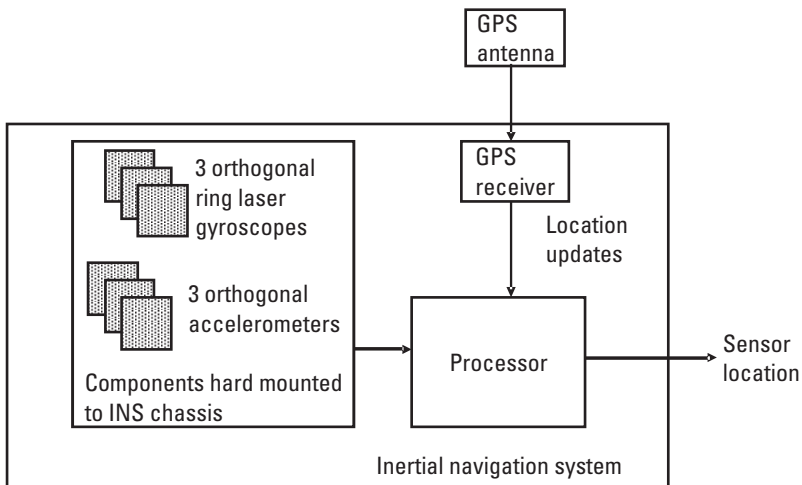 GPS
antenna
GPS
receiver
3 orthogonal
ring laser
gyroscopes
Location
updates
3 orthogonal
accelerometers
Processor
Sensor
location
Components hard mounted
to INS chassis
Inertial navigation system